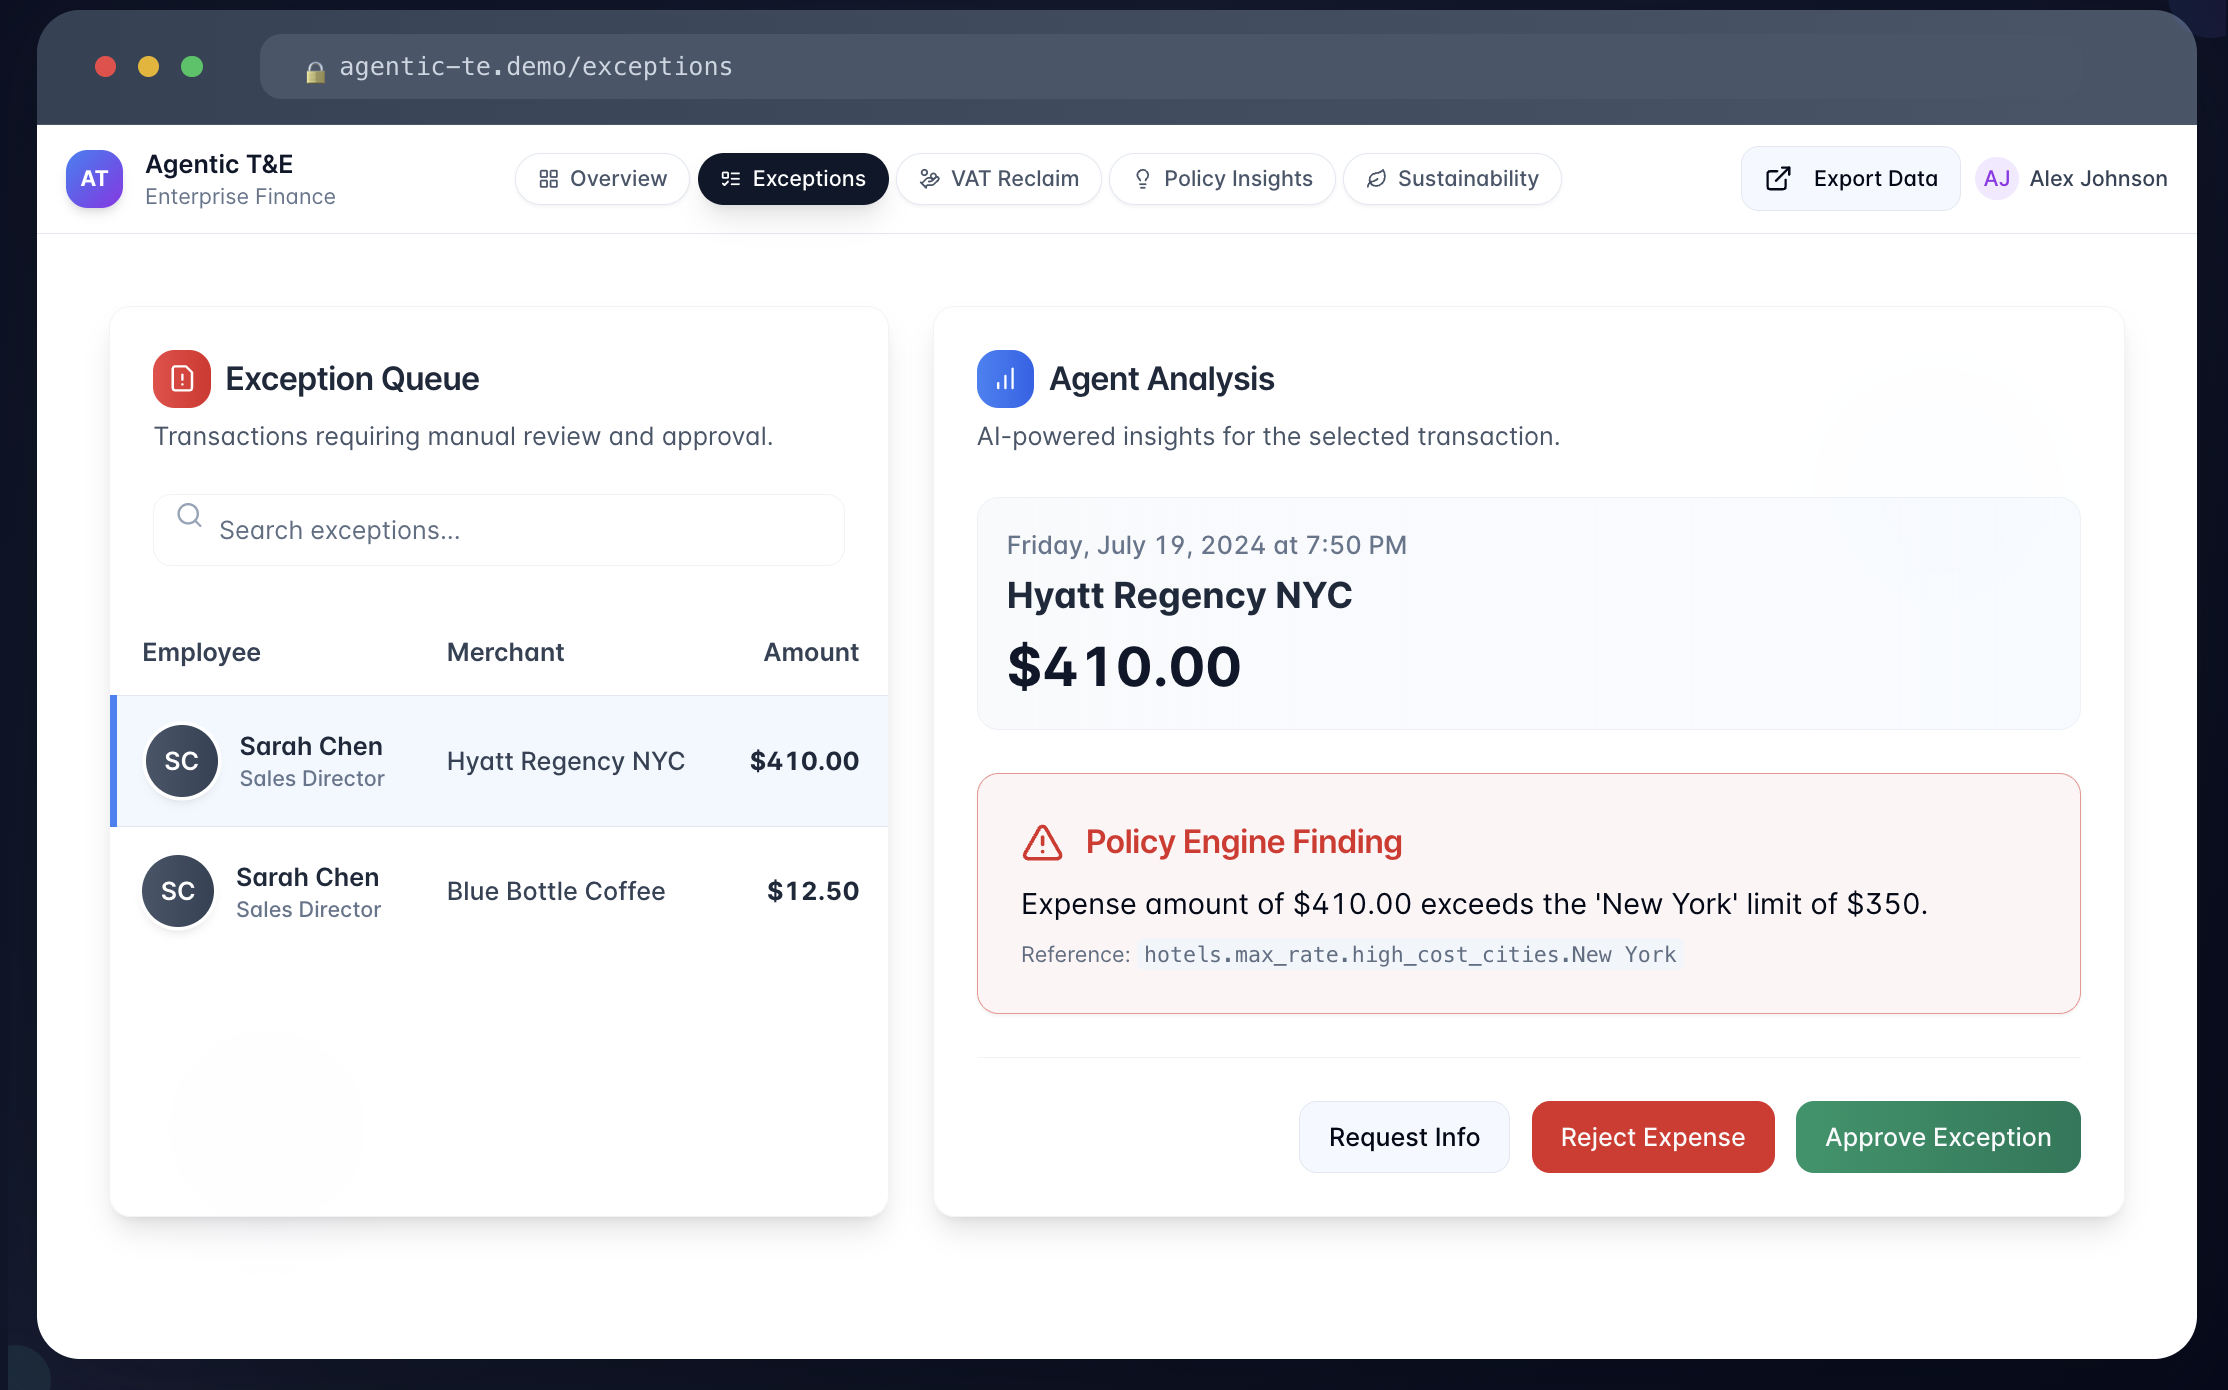 agentic-te.demo/exceptions
AT
Agentic T&E
Enterprise Finance
Overview
Exceptions
VAT Reclaim
Policy Insights
Sustainability
Export Data
AJ
Alex Johnson
Exception Queue
Transactions requiring manual review and approval.
Search exceptions...
Employee Merchant Amount
SC
Sarah Chen
Sales Director
Hyatt Regency NYC
$410.00
SC
Sarah Chen
Sales Director
Blue Bottle Coffee
$12.50
Agent Analysis
AI-powered insights for the selected transaction.
Friday, July 19, 2024 at 7:50 PM
Hyatt Regency NYC
$410.00
Policy Engine Finding
Expense amount of $410.00 exceeds the 'New York' limit of $350.
Reference: hotels.max_rate.high_cost_cities.New York
Request Info
Reject Expense
Approve Exception